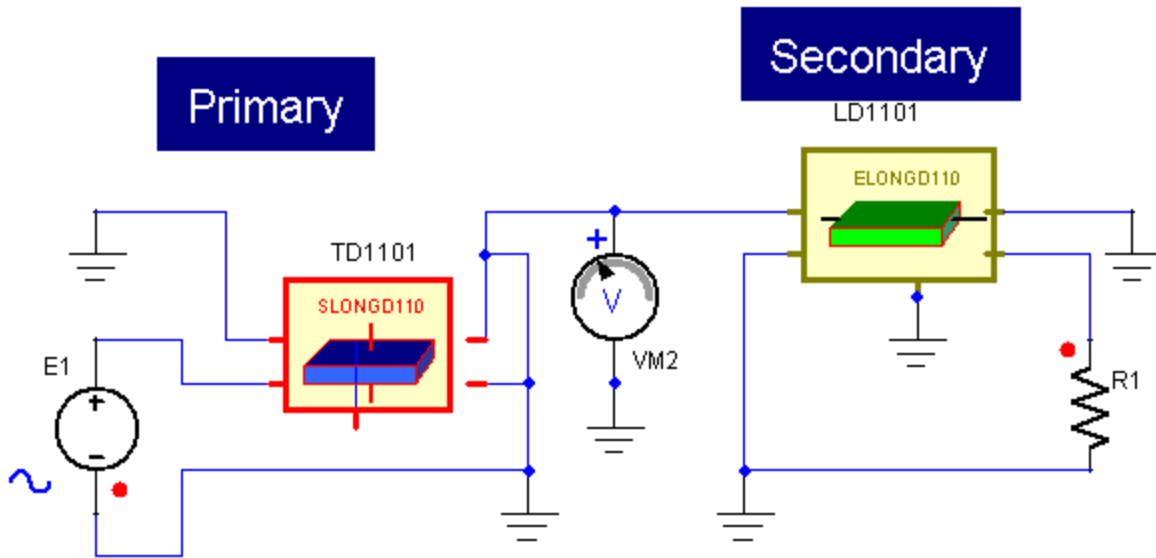 Primary
Secondary
LD1101
ELONGD110
TD1101
SLONGD110
E1
+
−
+
V
VM2
R1